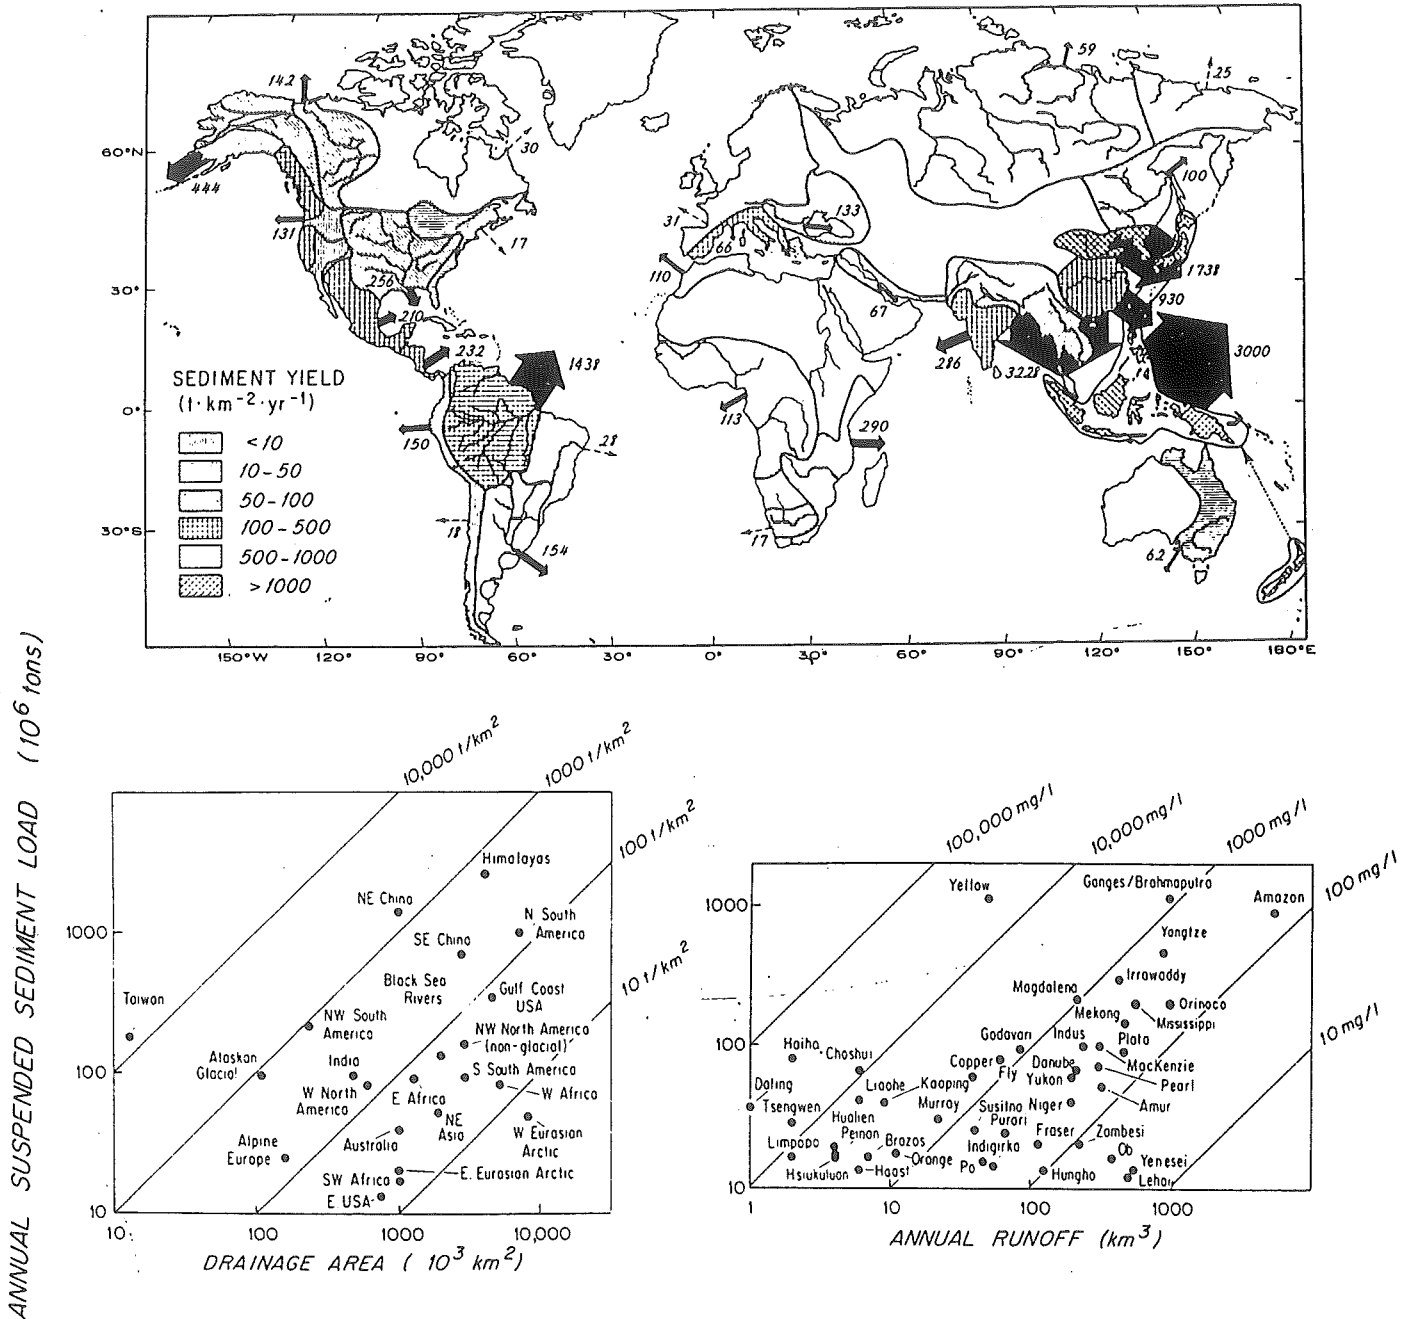 142
59
25
30
60°N
444
100
131
17
31
133
66
110
1738
256
30°
210
67
930
286
3228
3000
232
1438
SEDIMENT YIELD
(t·km⁻²·yr⁻¹)
0°
113
150
28
290
<10
10-50
50-100
100-500
500-1000
>1000
30°S
18
154
17
62
150°W
120°
90°
60°
30°
0°
30°
60°
90°
120°
150°
180°E
ANNUAL SUSPENDED SEDIMENT LOAD (10⁶ tons)
10,000 t/km²
1000 t/km²
100 t/km²
10 t/km²
Himalayas
NE China
N South
America
1000
SE China
Black Sea
Rivers
Gulf Coast
USA
Taiwan
NW South
America
NW North America
(non-glacial)
Alaskan
Glacial
India
S South America
100
W North
America
E Africa
W Africa
NE
Asia
Australia
W Eurasian
Arctic
Alpine
Europe
SW Africa
E. Eurasian Arctic
E USA
10
10
100
1000
10,000
DRAINAGE AREA (10³ km²)
100,000 mg/l
10,000 mg/l
1000 mg/l
100 mg/l
10 mg/l
Yellow
Ganges/Brahmaputra
Amazon
1000
Yangtze
Irrawaddy
Magdalena
Orinoco
Mekong
Mississippi
Godavari
Indus
Plata
100
Haiho
Choshui
Copper
Fly
Danube
MacKenzie
Yukon
Pearl
Daling
Liaohe
Kaoping
Amur
Tsengwen
Hualien
Murray
Susitna
Niger
Purari
Fraser
Zambesi
Limpopo
Peinan
Brazos
Indigirka
Ob
Orange
Po
Yenesei
Hsiukuluan
Haast
Hungho
Lena
10
1
10
100
1000
ANNUAL RUNOFF (km³)